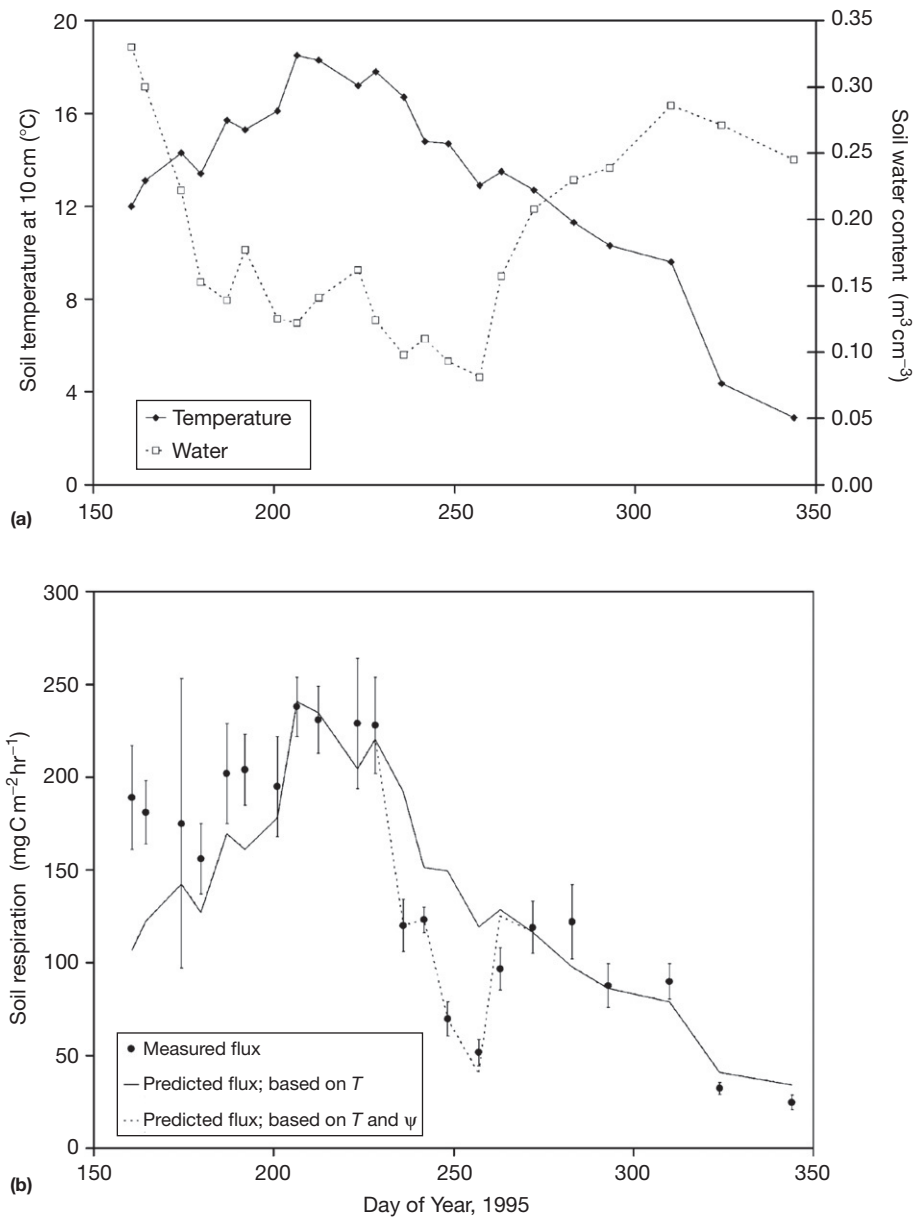 20
16
12
8
4
0
Soil temperature at 10 cm (°C)
0.35
0.30
0.25
0.20
0.15
0.10
0.05
0.00
Soil water content (m³ cm⁻³)
Temperature
Water
150
200
250
300
350
(a)
300
250
200
150
100
50
0
Soil respiration (mg C m⁻² hr⁻¹)
Measured flux
Predicted flux; based on T
Predicted flux; based on T and ψ
150
200
250
300
350
(b)
Day of Year, 1995